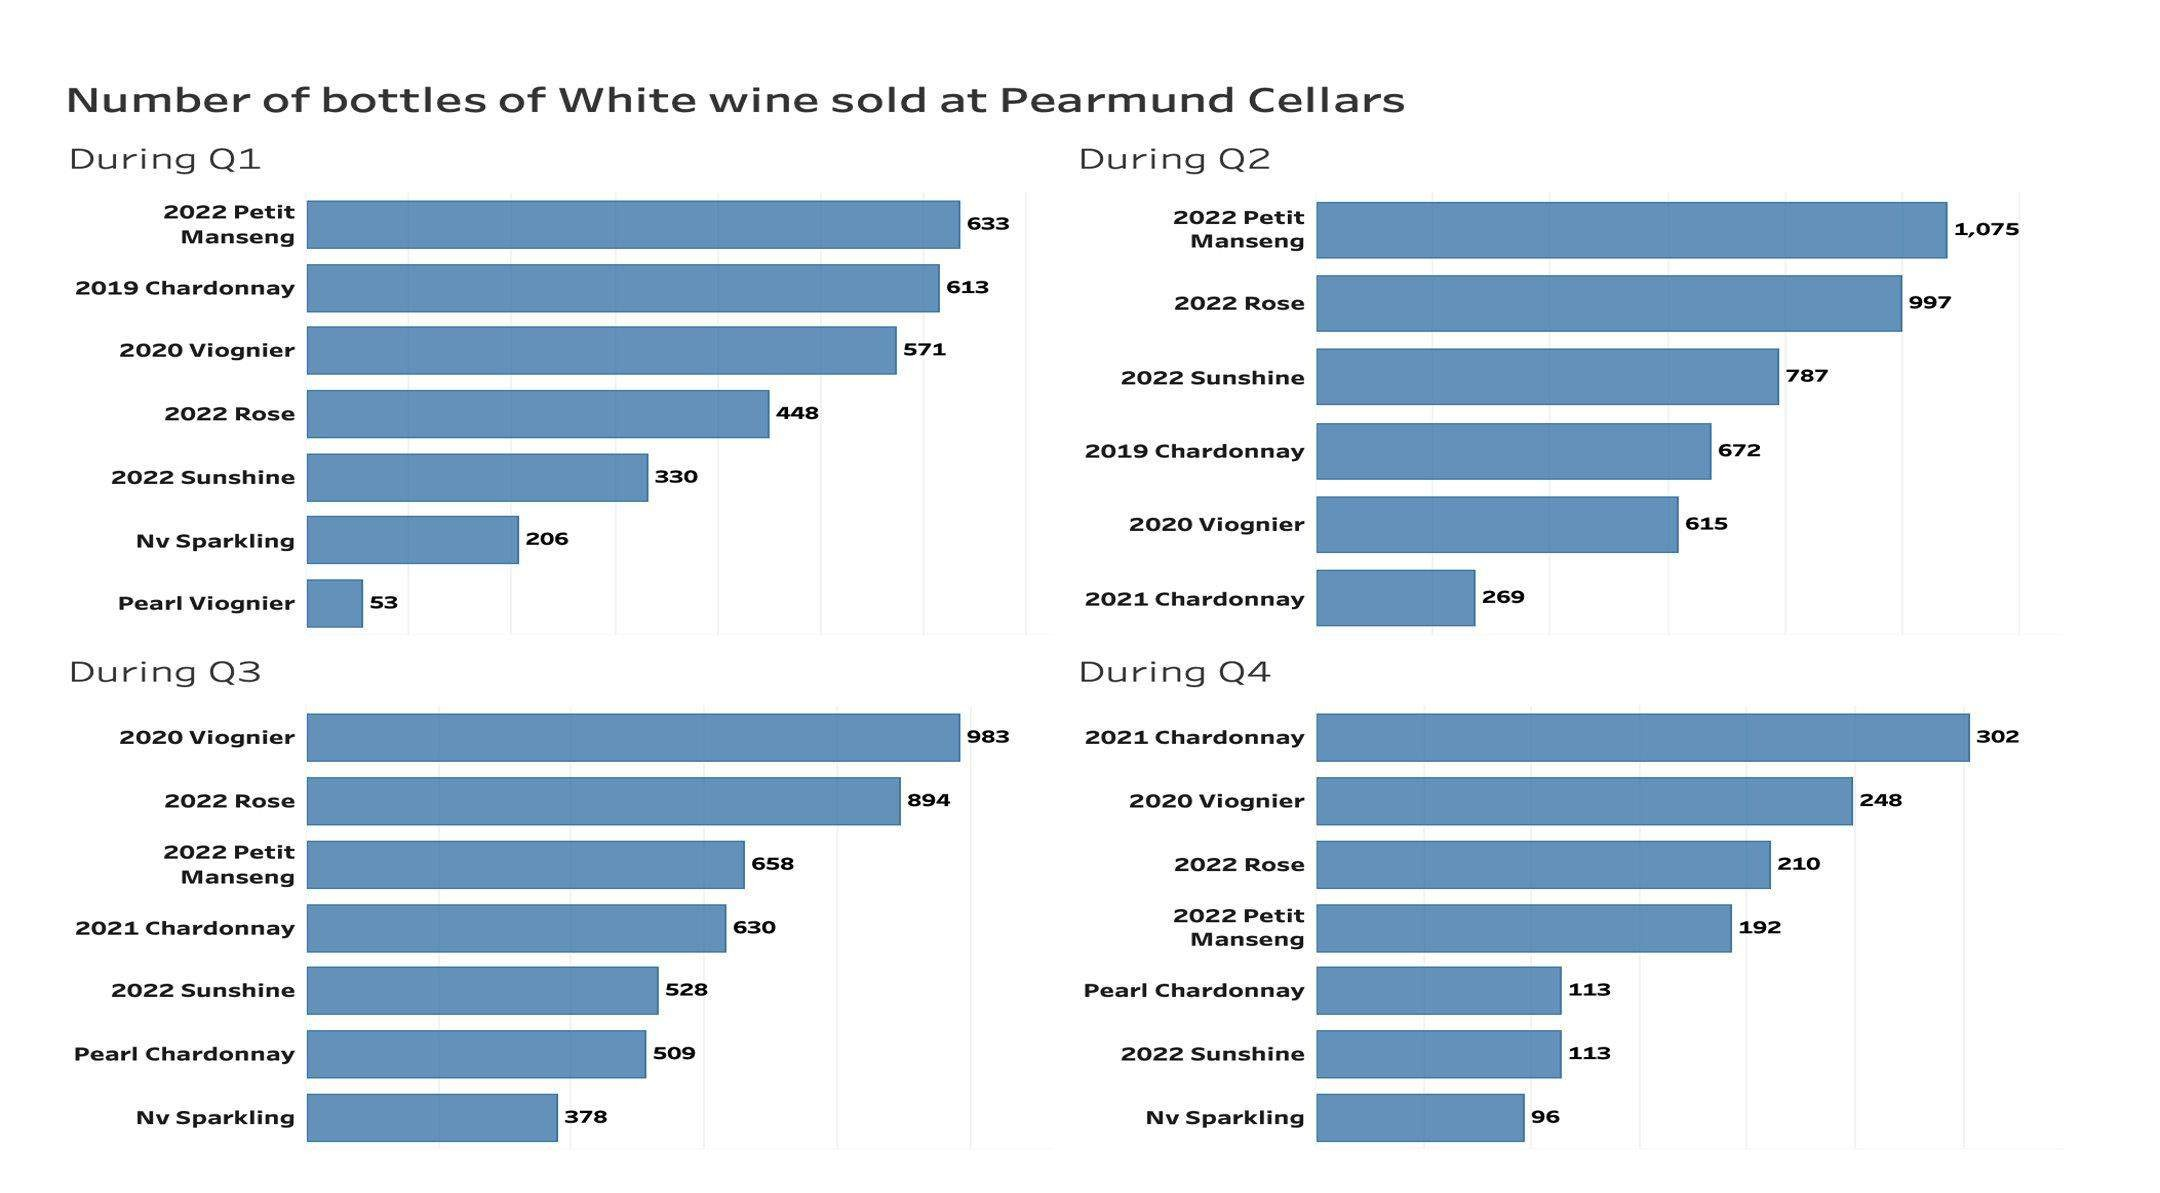 Number of bottles of White wine sold at Pearmund Cellars
During Q1
2022 Petit
Manseng
633
2019 Chardonnay
613
2020 Viognier
571
2022 Rose
448
2022 Sunshine
330
Nv Sparkling
206
Pearl Viognier
53
During Q2
2022 Petit
Manseng
1,075
2022 Rose
997
2022 Sunshine
787
2019 Chardonnay
672
2020 Viognier
615
2021 Chardonnay
269
During Q3
2020 Viognier
983
2022 Rose
894
2022 Petit
Manseng
658
2021 Chardonnay
630
2022 Sunshine
528
Pearl Chardonnay
509
Nv Sparkling
378
During Q4
2021 Chardonnay
302
2020 Viognier
248
2022 Rose
210
2022 Petit
Manseng
192
Pearl Chardonnay
113
2022 Sunshine
113
Nv Sparkling
96